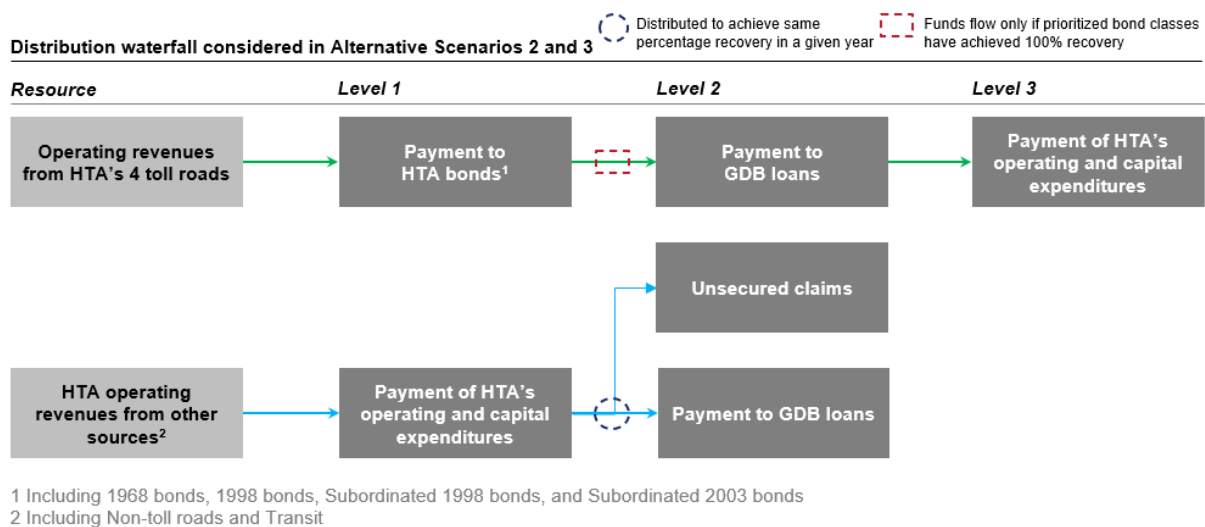 Distribution waterfall considered in Alternative Scenarios 2 and 3
Distributed to achieve same
percentage recovery in a given year
Funds flow only if prioritized bond classes
have achieved 100% recovery
Resource
Level 1
Level 2
Level 3
Operating revenues
from HTA's 4 toll roads
Payment to
HTA bonds1
Payment to
GDB loans
Payment of HTA's
operating and capital
expenditures
Unsecured claims
HTA operating
revenues from other
sources2
Payment of HTA's
operating and capital
expenditures
Payment to GDB loans
1 Including 1968 bonds, 1998 bonds, Subordinated 1998 bonds, and Subordinated 2003 bonds
2 Including Non-toll roads and Transit